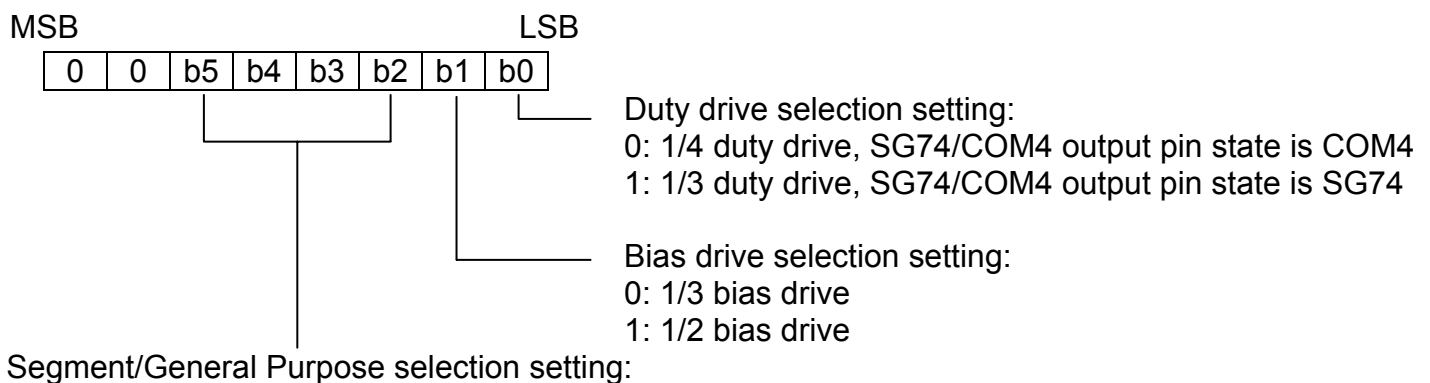 MSB LSB
0 0 b5 b4 b3 b2 b1 b0
Duty drive selection setting:
0: 1/4 duty drive, SG74/COM4 output pin state is COM4
1: 1/3 duty drive, SG74/COM4 output pin state is SG74
Bias drive selection setting:
0: 1/3 bias drive
1: 1/2 bias drive
Segment/General Purpose selection setting: